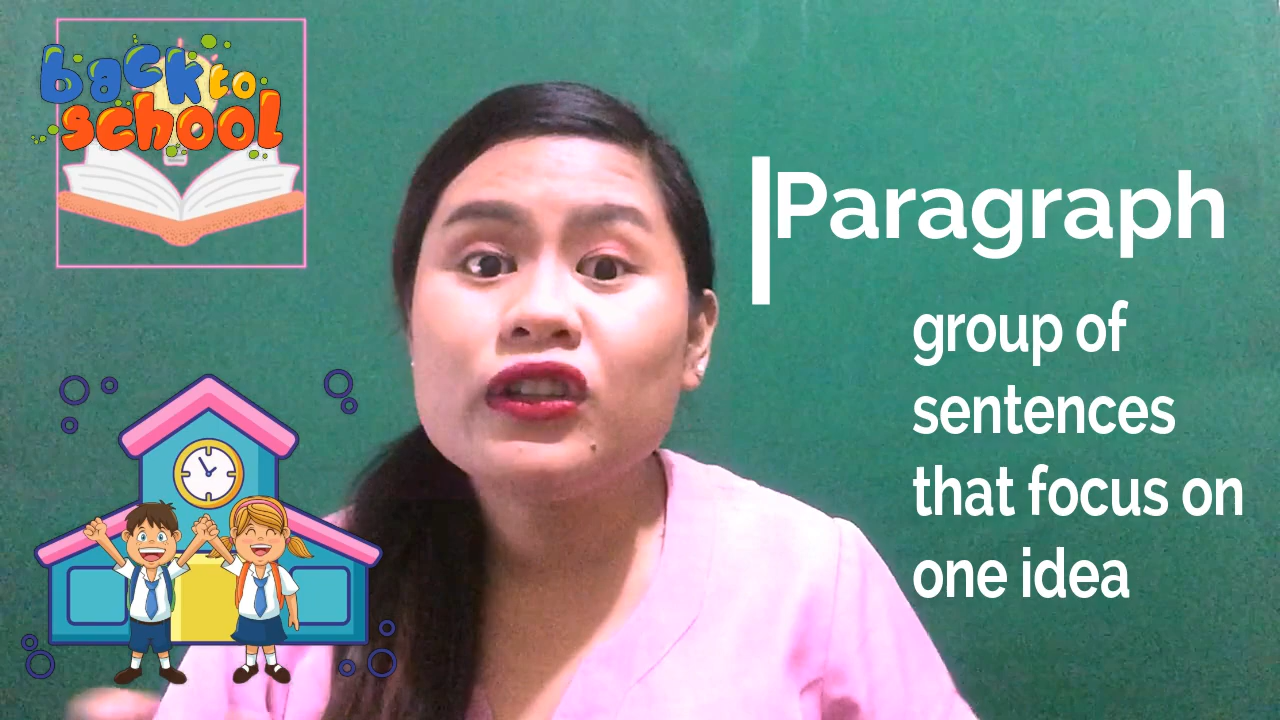 back to
school
Paragraph
group of
sentences
that focus on
one idea